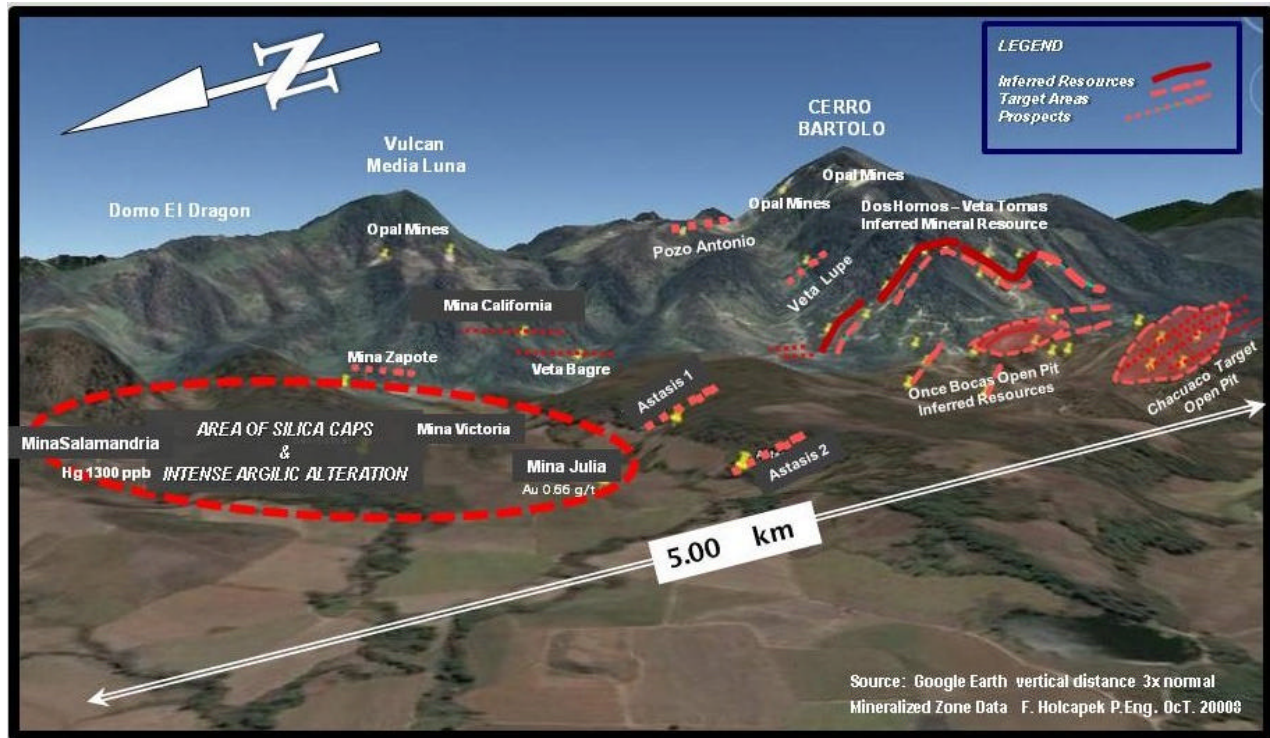 N
LEGEND
Inferred Resources
Target Areas
Prospects
CERRO
BARTOLO
Vulcan
Media Luna
Domo El Dragon
Opal Mines
Opal Mines
Opal Mines
Dos Hornos – Veta Tomas
Inferred Mineral Resource
Pozo Antonio
Veta Lupe
Mina California
Mina Zapote
Veta Bagre
Astasis 1
Once Bocas Open Pit
Inferred Resources
Chacuaco Target
Open Pit
MinaSalamandria
Hg 1300 ppb
AREA OF SILICA CAPS
&
INTENSE ARGILIC ALTERATION
Mina Victoria
Mina Julia
Au 0.66 g/t
Astasis 2
5.00 km
Source: Google Earth vertical distance 3x normal
Mineralized Zone Data F. Holcapek P.Eng. OcT. 20008